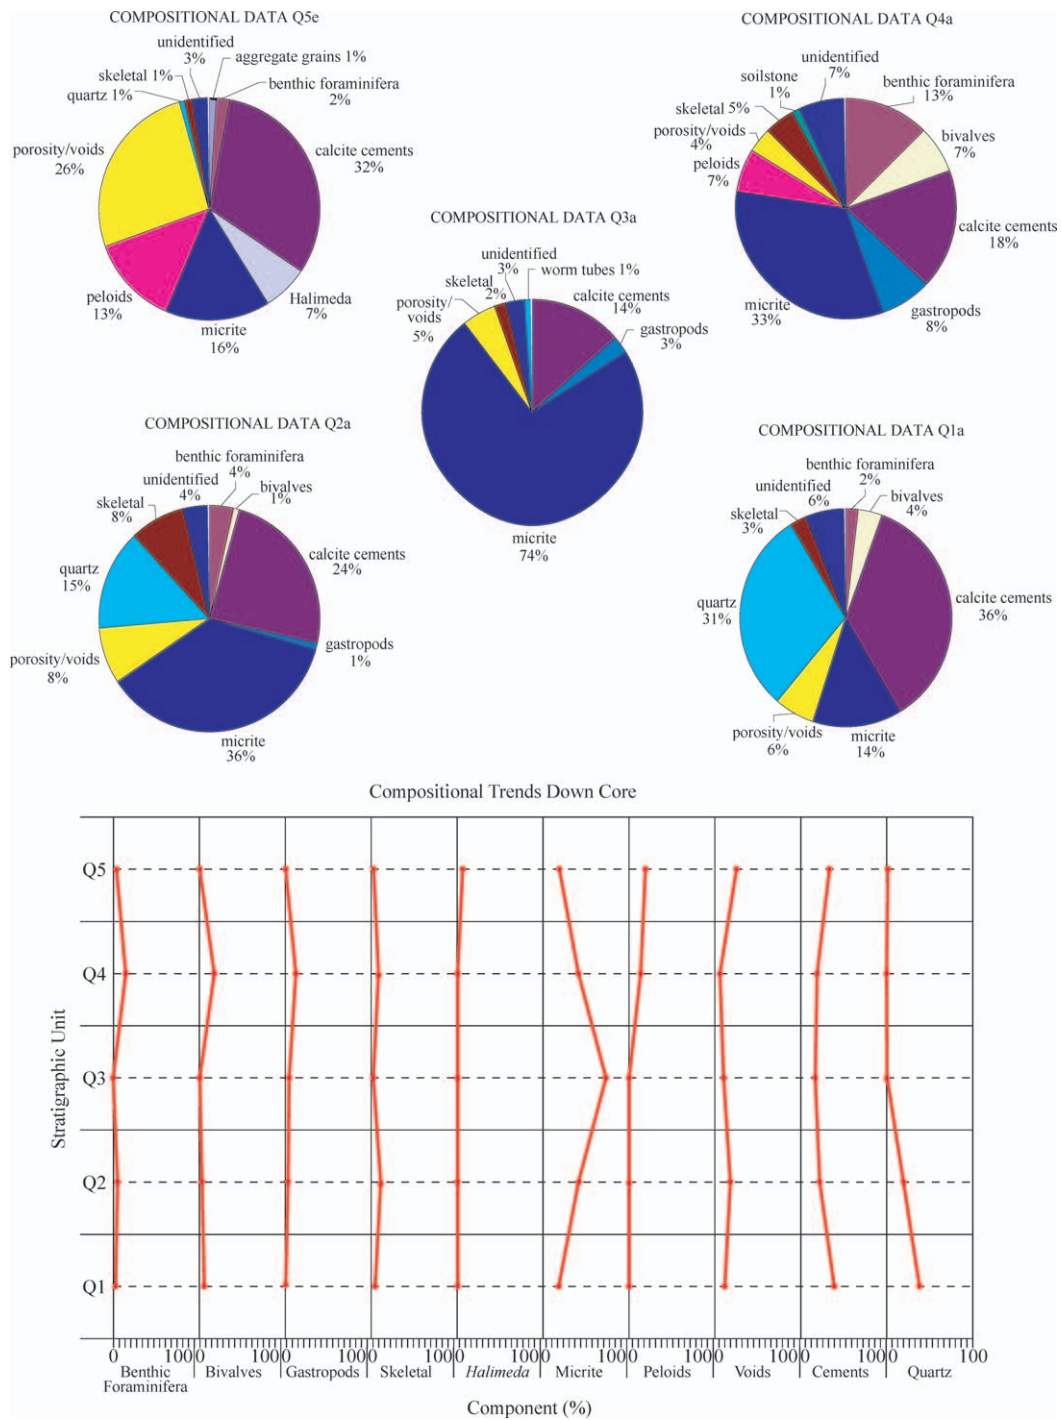 COMPOSITIONAL DATA Q5e
unidentified
3%
aggregate grains 1%
skeletal 1%
benthic foraminifera
2%
quartz 1%
porosity/voids
26%
calcite cements
32%
peloids
13%
micrite
16%
Halimeda
7%
COMPOSITIONAL DATA Q4a
unidentified
7%
soilstone
1%
benthic foraminifera
13%
skeletal 5%
porosity/voids
4%
bivalves
7%
peloids
7%
calcite cements
18%
micrite
33%
gastropods
8%
COMPOSITIONAL DATA Q3a
unidentified
3%
worm tubes 1%
skeletal
2%
calcite cements
14%
porosity/
voids
5%
gastropods
3%
micrite
74%
COMPOSITIONAL DATA Q2a
benthic foraminifera
4%
unidentified
4%
bivalves
1%
skeletal
8%
calcite cements
24%
quartz
15%
gastropods
1%
porosity/voids
8%
micrite
36%
COMPOSITIONAL DATA Q1a
benthic foraminifera
2%
unidentified
6%
bivalves
4%
skeletal
3%
quartz
31%
calcite cements
36%
porosity/voids
6%
micrite
14%
Compositional Trends Down Core
Stratigraphic Unit
Q5
Q4
Q3
Q2
Q1
0 100 0 100 0 100 0 100 0 100 0 100 0 100 0 100 0 100 0 100
Benthic Foraminifera
Bivalves
Gastropods
Skeletal
Halimeda
Micrite
Peloids
Voids
Cements
Quartz
Component (%)